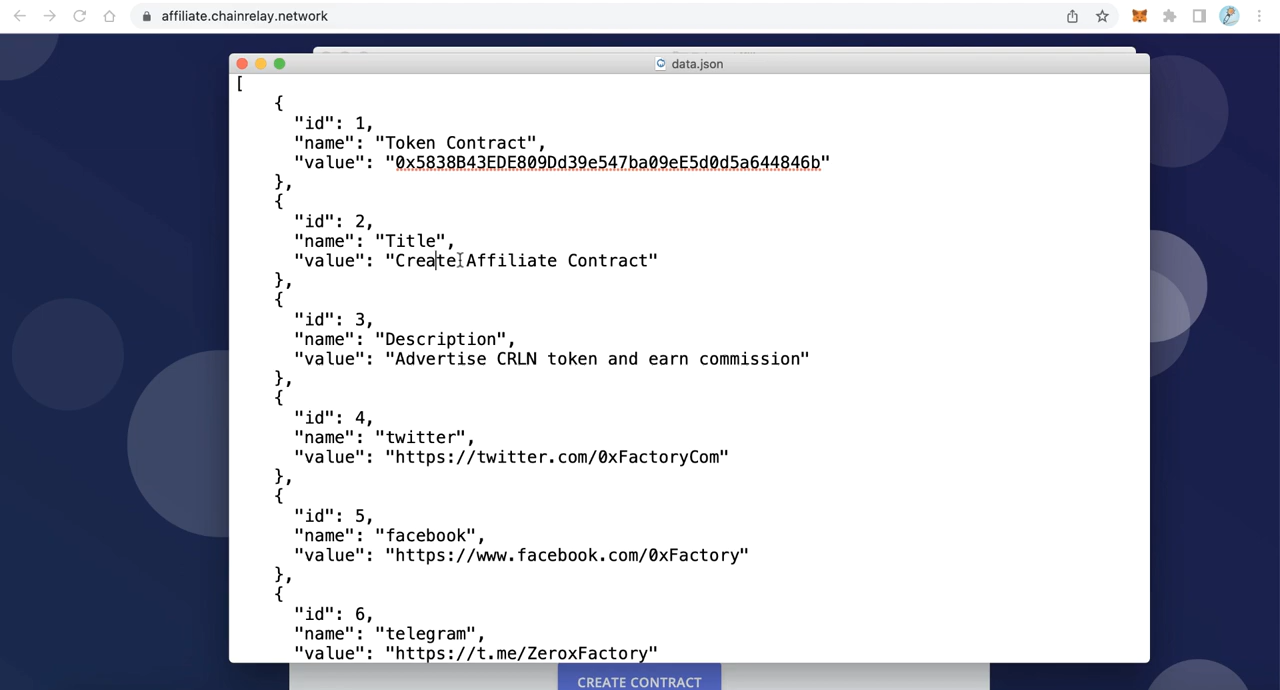 affiliate.chainrelay.network
data.json
[
{
"id": 1,
"name": "Token Contract",
"value": "0x5838B43EDE809Dd39e547ba09eE5d0d5a644846b"
},
{
"id": 2,
"name": "Title",
"value": "Create Affiliate Contract"
},
{
"id": 3,
"name": "Description",
"value": "Advertise CRLN token and earn commission"
},
{
"id": 4,
"name": "twitter",
"value": "https://twitter.com/0xFactoryCom"
},
{
"id": 5,
"name": "facebook",
"value": "https://www.facebook.com/0xFactory"
},
{
"id": 6,
"name": "telegram",
"value": "https://t.me/ZeroxFactory"
CREATE CONTRACT